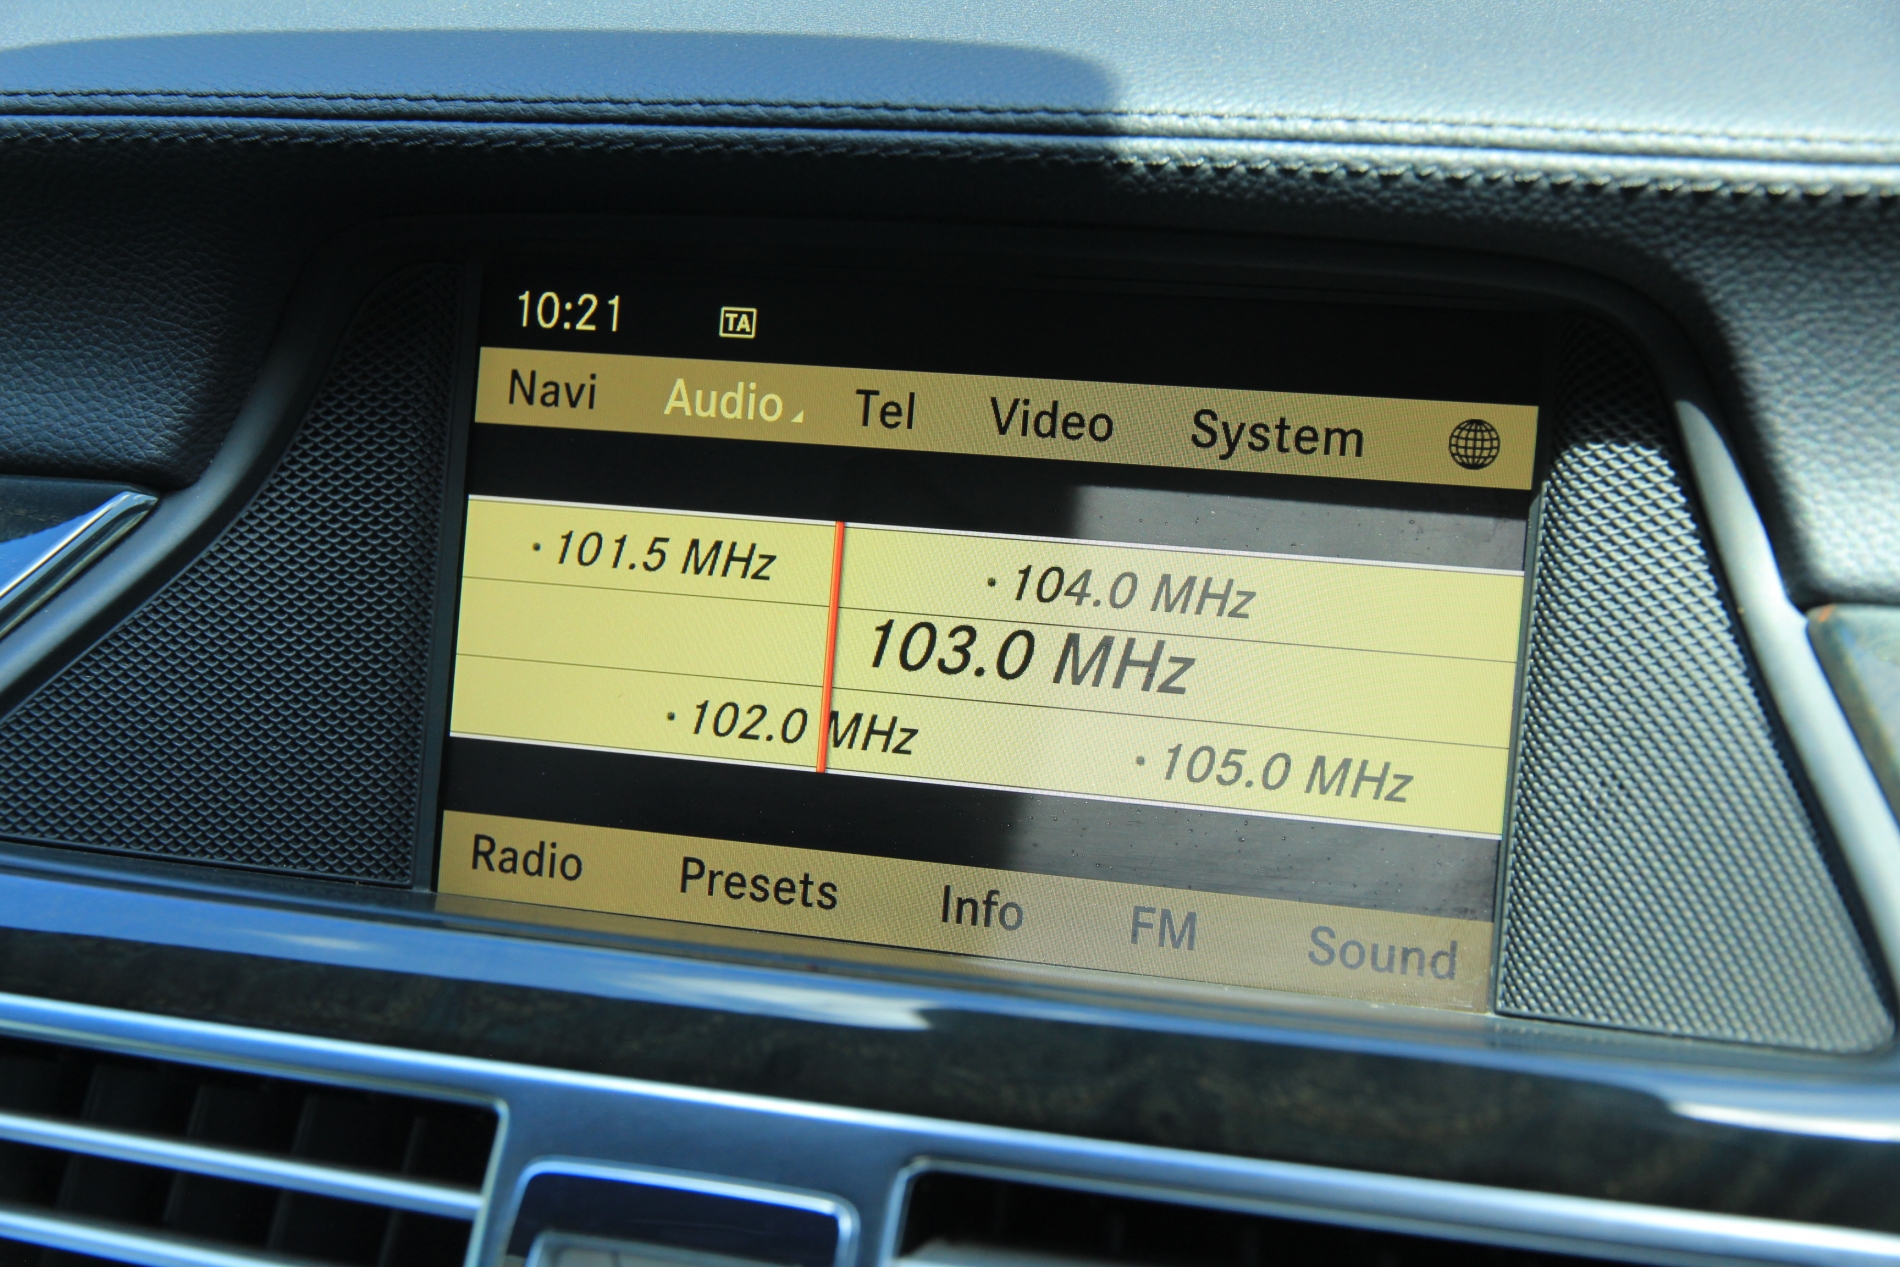 10:21 TA
Navi Audio Tel Video System
· 101.5 MHz · 104.0 MHz
103.0 MHz
· 102.0 MHz · 105.0 MHz
Radio Presets Info FM Sound